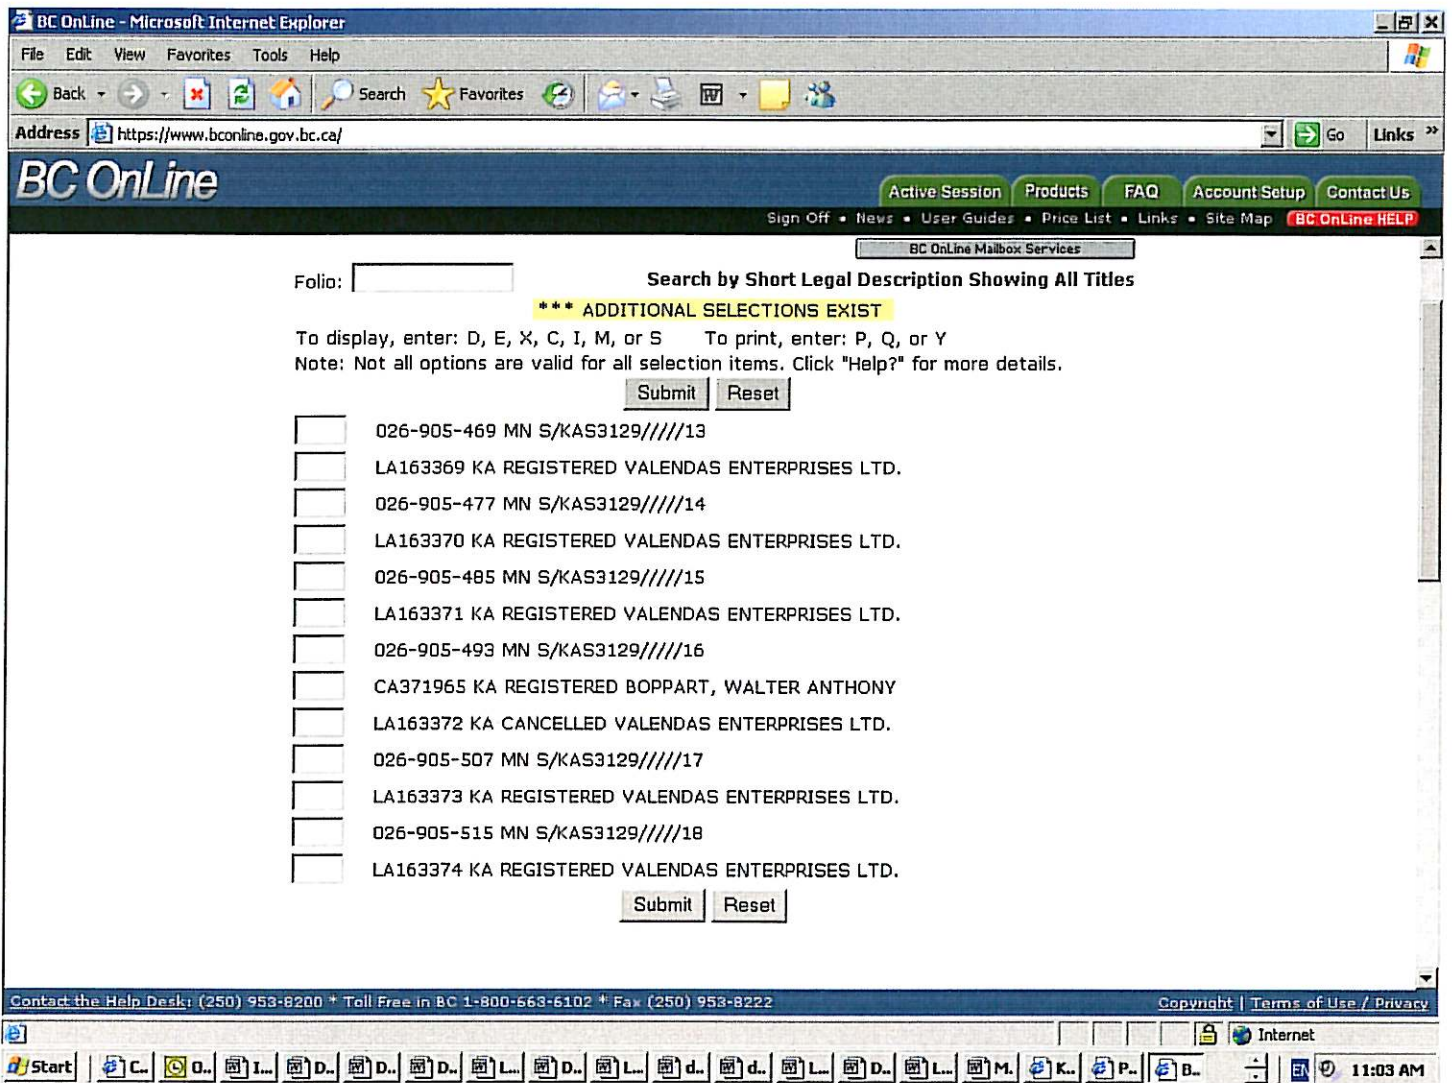 BC OnLine - Microsoft Internet Explorer
File Edit View Favorites Tools Help
Back Search Favorites
Address https://www.bconline.gov.bc.ca/ Go Links »
BC OnLine
Active Session Products FAQ Account Setup Contact Us
Sign Off • News • User Guides • Price List • Links • Site Map BC OnLine HELP
BC OnLine Mailbox Services
Folio: Search by Short Legal Description Showing All Titles
*** ADDITIONAL SELECTIONS EXIST
To display, enter: D, E, X, C, I, M, or S To print, enter: P, Q, or Y
Note: Not all options are valid for all selection items. Click "Help?" for more details.
Submit Reset
026-905-469 MN S/KAS3129/////13
LA163369 KA REGISTERED VALENDAS ENTERPRISES LTD.
026-905-477 MN S/KAS3129/////14
LA163370 KA REGISTERED VALENDAS ENTERPRISES LTD.
026-905-485 MN S/KAS3129/////15
LA163371 KA REGISTERED VALENDAS ENTERPRISES LTD.
026-905-493 MN S/KAS3129/////16
CA371965 KA REGISTERED BOPPART, WALTER ANTHONY
LA163372 KA CANCELLED VALENDAS ENTERPRISES LTD.
026-905-507 MN S/KAS3129/////17
LA163373 KA REGISTERED VALENDAS ENTERPRISES LTD.
026-905-515 MN S/KAS3129/////18
LA163374 KA REGISTERED VALENDAS ENTERPRISES LTD.
Submit Reset
Contact the Help Desk: (250) 953-8200 * Toll Free in BC 1-800-663-6102 * Fax (250) 953-8222 Copyright | Terms of Use / Privacy
Internet
Start C... O... I... D... D... D... L... D... L... d... d... L... D... L... M... K... P... B... EN 11:03 AM